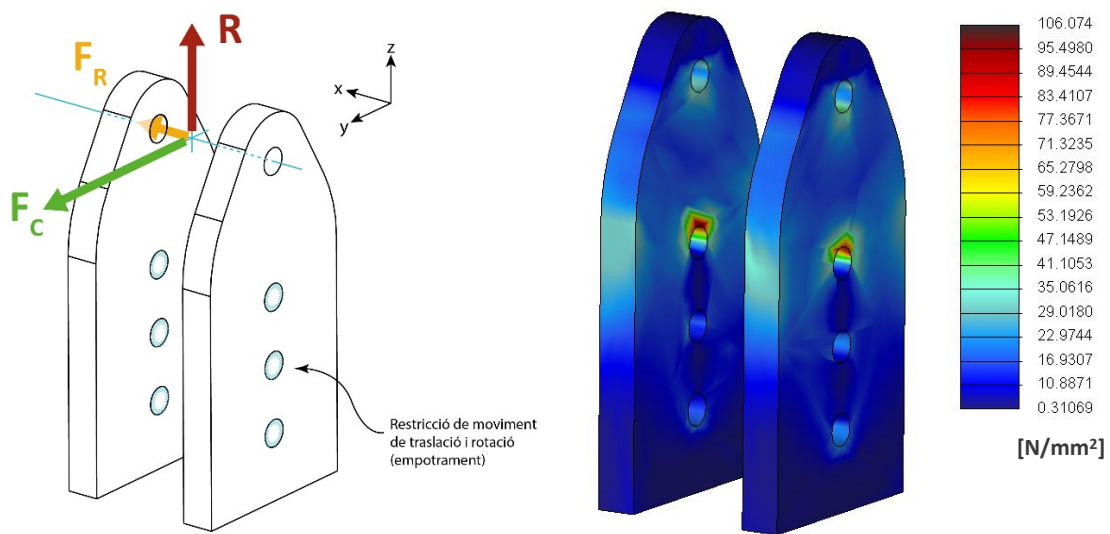 R
F_R
z
x
y
F_C
Restricció de moviment
de traslació i rotació
(empotrament)
106.074
95.4980
89.4544
83.4107
77.3671
71.3235
65.2798
59.2362
53.1926
47.1489
41.1053
35.0616
29.0180
22.9744
16.9307
10.8871
0.31069
[N/mm²]